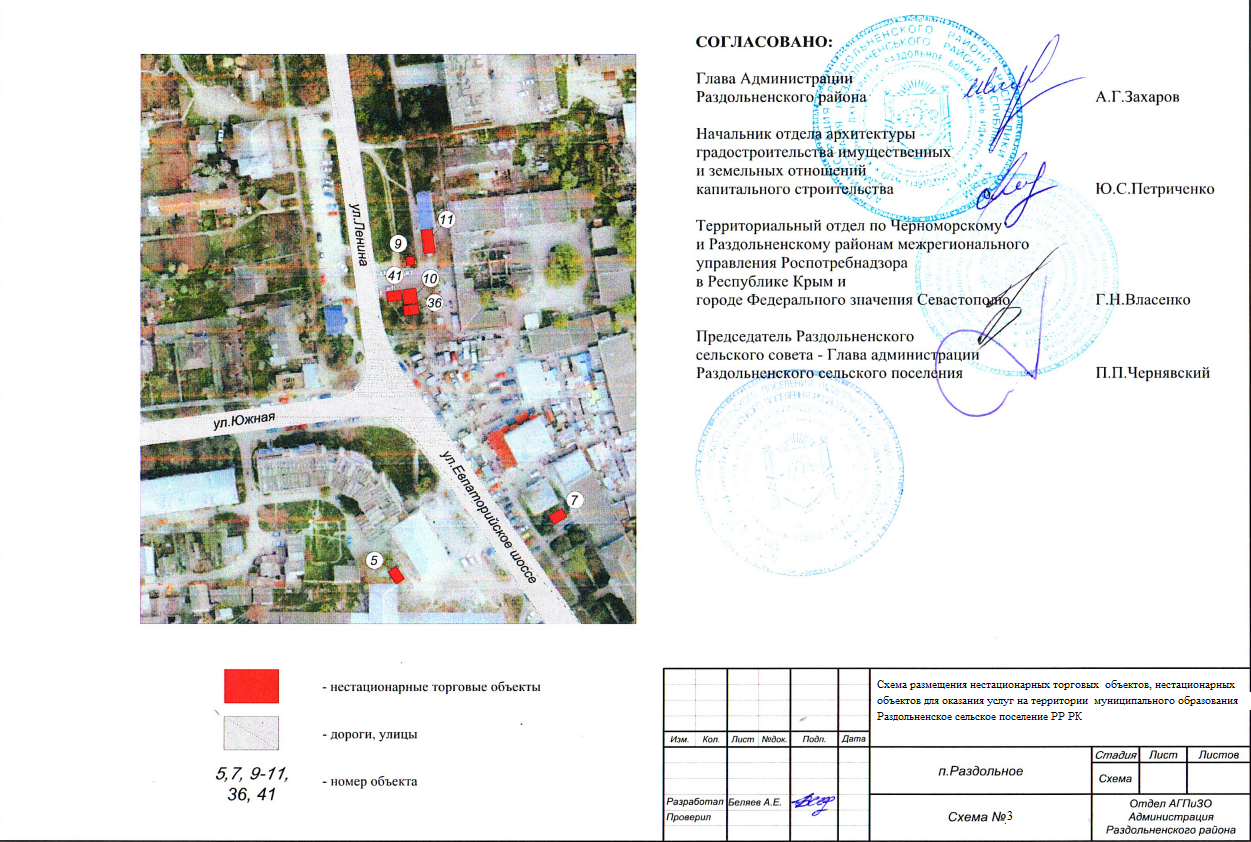 СОГЛАСОВАНО:
Глава Администрации
Раздольненского района
А.Г.Захаров
Начальник отдела архитектуры
градостроительства имущественных
и земельных отношений
капитального строительства
Ю.С.Петриченко
Территориальный отдел по Черноморскому
и Раздольненскому районам межрегионального
управления Роспотребнадзора
в Республике Крым и
городе Федерального значения Севастополю
Г.Н.Власенко
Председатель Раздольненского
сельского совета - Глава администрации
Раздольненского сельского поселения
П.П.Чернявский
ул.Ленина
11
9
41
10
36
ул.Южная
ул.Евпаторийское шоссе
7
5
- нестационарные торговые объекты
- дороги, улицы
5,7, 9-11,
36, 41
- номер объекта
Схема размещения нестационарных торговых объектов, нестационарных
объектов для оказания услуг на территории муниципального образования
Раздольненское сельское поселение РР РК
Изм. Кол. Лист №док. Подп. Дата
п.Раздольное
Стадия Лист Листов
Схема
Разработал Беляев А.Е.
Проверил
Схема №3
Отдел АГПиЗО
Администрация
Раздольненского района